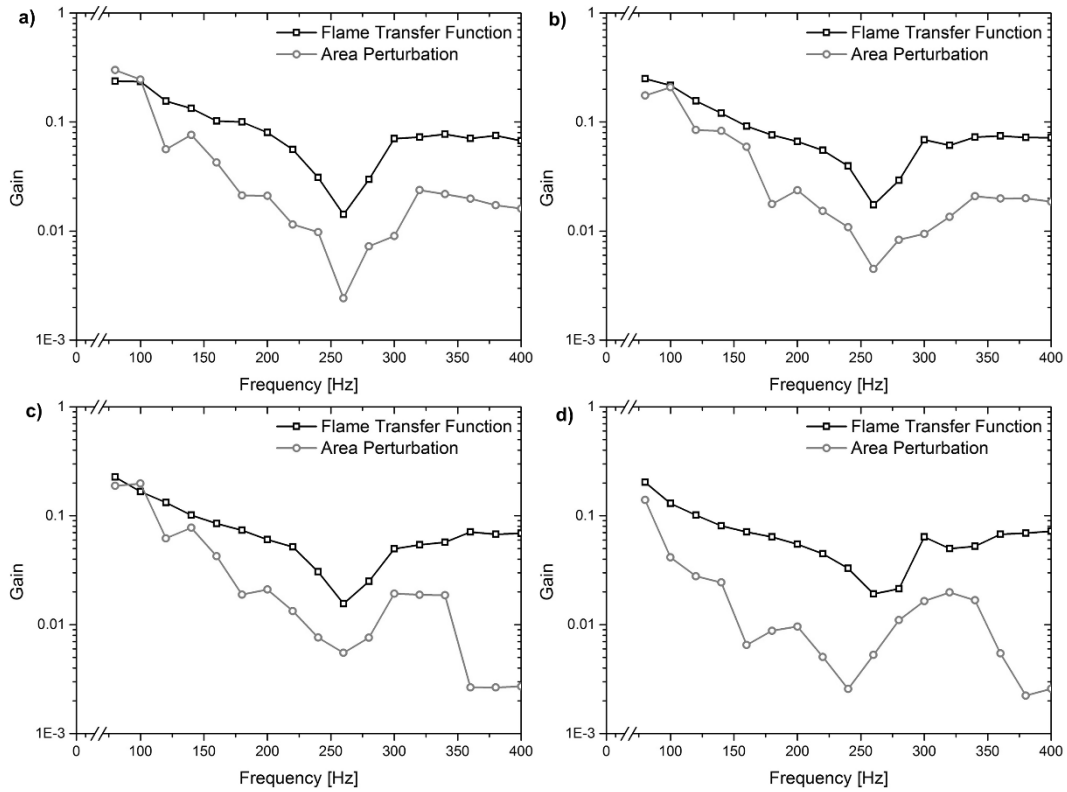 a)
Flame Transfer Function
Area Perturbation
1
0.1
0.01
1E-3
Gain
0 100 150 200 250 300 350 400
Frequency [Hz]
b)
Flame Transfer Function
Area Perturbation
1
0.1
0.01
1E-3
Gain
0 100 150 200 250 300 350 400
Frequency [Hz]
c)
Flame Transfer Function
Area Perturbation
1
0.1
0.01
1E-3
Gain
0 100 150 200 250 300 350 400
Frequency [Hz]
d)
Flame Transfer Function
Area Perturbation
1
0.1
0.01
1E-3
Gain
0 100 150 200 250 300 350 400
Frequency [Hz]